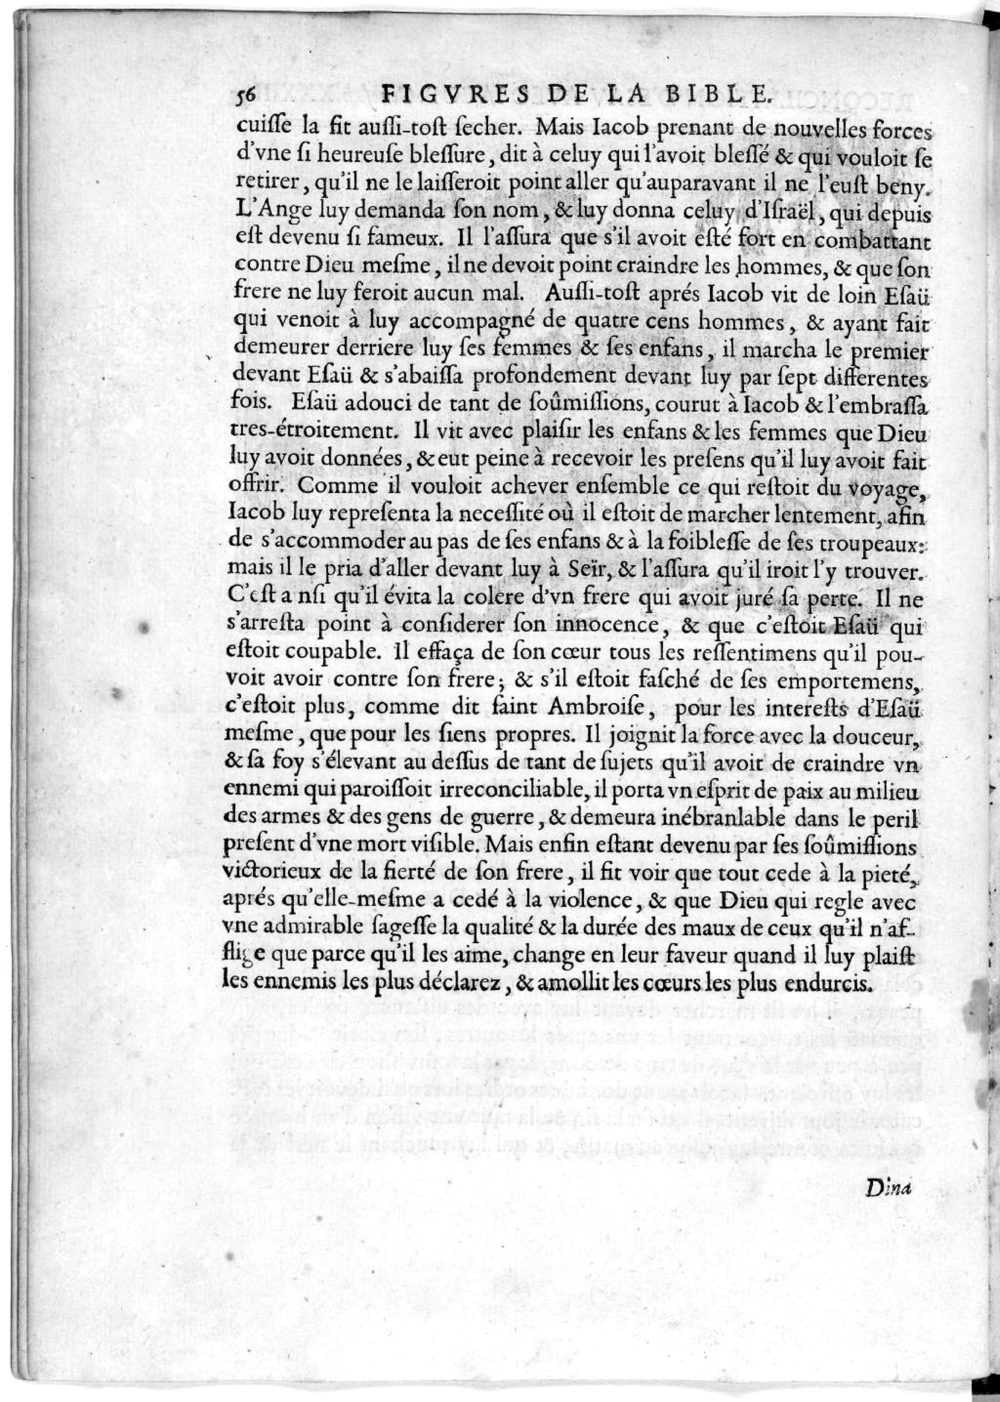 56 FIGVRES DE LA BIBLE.
cuiſſe la fit auſſi-toſt ſecher. Mais Iacob prenant de nouvelles forces
d'vne ſi heureuſe bleſſure, dit à celuy qui l'avoit bleſſé & qui vouloit ſe
retirer, qu'il ne le laiſſeroit point aller qu'auparavant il ne l'euſt beny.
L'Ange luy demanda ſon nom, & luy donna celuy d'Iſraël, qui depuis
eſt devenu ſi fameux. Il l'aſſura que s'il avoit eſté fort en combattant
contre Dieu meſme, il ne devoit point craindre les hommes, & que ſon
frere ne luy feroit aucun mal. Auſſi-toſt aprés Iacob vit de loin Eſaü
qui venoit à luy accompagné de quatre cens hommes, & ayant fait
demeurer derriere luy ſes femmes & ſes enfans, il marcha le premier
devant Eſaü & s'abaiſſa profondement devant luy par ſept differentes
fois. Eſaü adouci de tant de ſoûmiſſions, courut à Iacob & l'embraſſa
tres-étroitement. Il vit avec plaiſir les enfans & les femmes que Dieu
luy avoit données, & eut peine à recevoir les preſens qu'il luy avoit fait
offrir. Comme il vouloit achever enſemble ce qui reſtoit du voyage,
Iacob luy repreſenta la neceſſité où il eſtoit de marcher lentement, afin
de s'accommoder au pas de ſes enfans & à la foibleſſe de ſes troupeaux:
mais il le pria d'aller devant luy à Seïr, & l'aſſura qu'il iroit l'y trouver.
C'eſt a nſi qu'il évita la colere d'vn frere qui avoit juré ſa perte. Il ne
s'arreſta point à conſiderer ſon innocence, & que c'eſtoit Eſaü qui
eſtoit coupable. Il effaça de ſon cœur tous les reſſentimens qu'il pou-
voit avoir contre ſon frere; & s'il eſtoit faſché de ſes emportemens,
c'eſtoit plus, comme dit ſaint Ambroiſe, pour les intereſts d'Eſaü
meſme, que pour les ſiens propres. Il joignit la force avec la douceur,
& ſa foy s'élevant au deſſus de tant de ſujets qu'il avoit de craindre vn
ennemi qui paroiſſoit irreconciliable, il porta vn eſprit de paix au milieu
des armes & des gens de guerre, & demeura inébranlable dans le peril
preſent d'vne mort viſible. Mais enfin eſtant devenu par ſes ſoûmiſſions
victorieux de la fierté de ſon frere, il fit voir que tout cede à la pieté,
aprés qu'elle-meſme a cedé à la violence, & que Dieu qui regle avec
vne admirable ſageſſe la qualité & la durée des maux de ceux qu'il n'af-
flige que parce qu'il les aime, change en leur faveur quand il luy plaiſt
les ennemis les plus déclarez, & amollit les cœurs les plus endurcis.
Dina